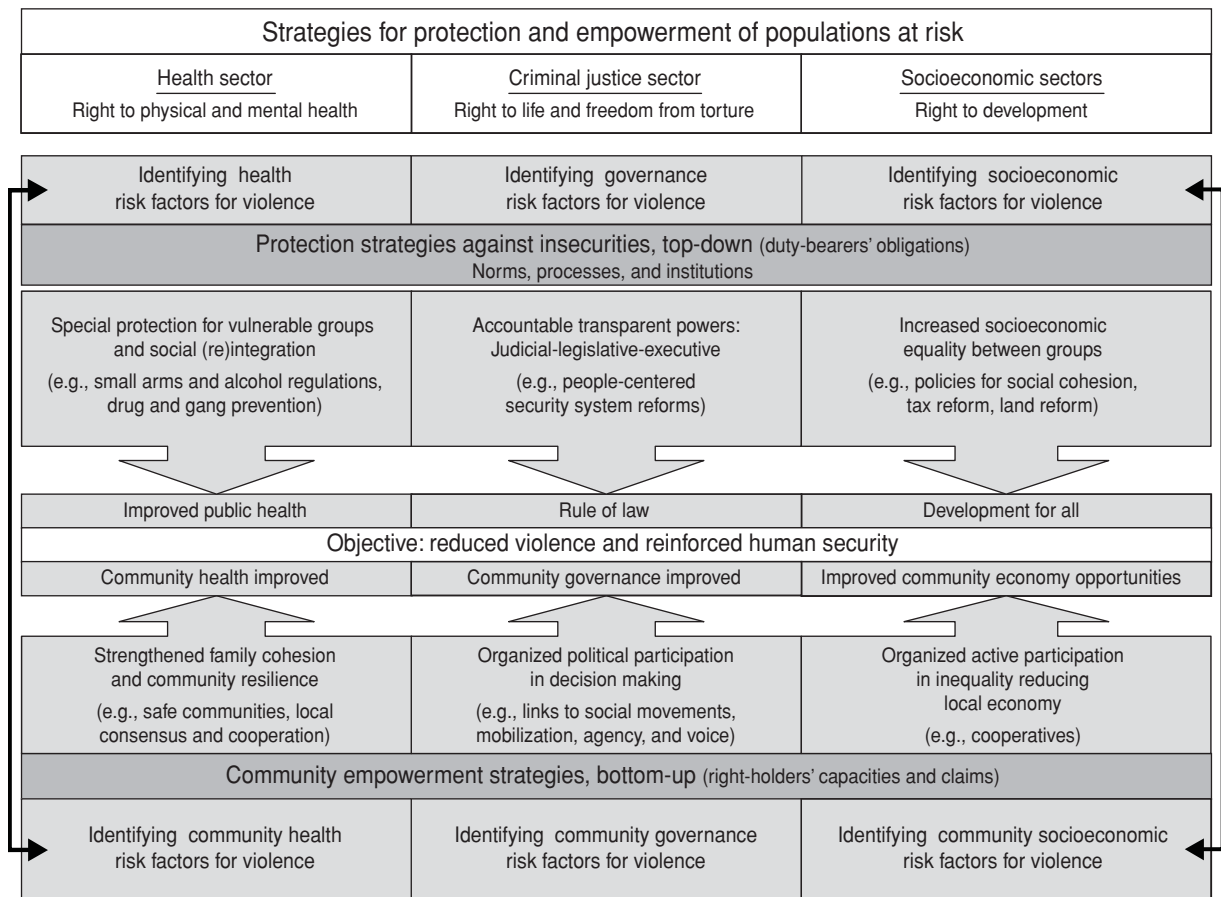 Strategies for protection and empowerment of populations at risk
Health sector
Right to physical and mental health
Criminal justice sector
Right to life and freedom from torture
Socioeconomic sectors
Right to development
Identifying health
risk factors for violence
Identifying governance
risk factors for violence
Identifying socioeconomic
risk factors for violence
Protection strategies against insecurities, top-down (duty-bearers' obligations)
Norms, processes, and institutions
Special protection for vulnerable groups
and social (re)integration
(e.g., small arms and alcohol regulations,
drug and gang prevention)
Accountable transparent powers:
Judicial-legislative-executive
(e.g., people-centered
security system reforms)
Increased socioeconomic
equality between groups
(e.g., policies for social cohesion,
tax reform, land reform)
Improved public health
Rule of law
Development for all
Objective: reduced violence and reinforced human security
Community health improved
Community governance improved
Improved community economy opportunities
Strengthened family cohesion
and community resilience
(e.g., safe communities, local
consensus and cooperation)
Organized political participation
in decision making
(e.g., links to social movements,
mobilization, agency, and voice)
Organized active participation
in inequality reducing
local economy
(e.g., cooperatives)
Community empowerment strategies, bottom-up (right-holders' capacities and claims)
Identifying community health
risk factors for violence
Identifying community governance
risk factors for violence
Identifying community socioeconomic
risk factors for violence